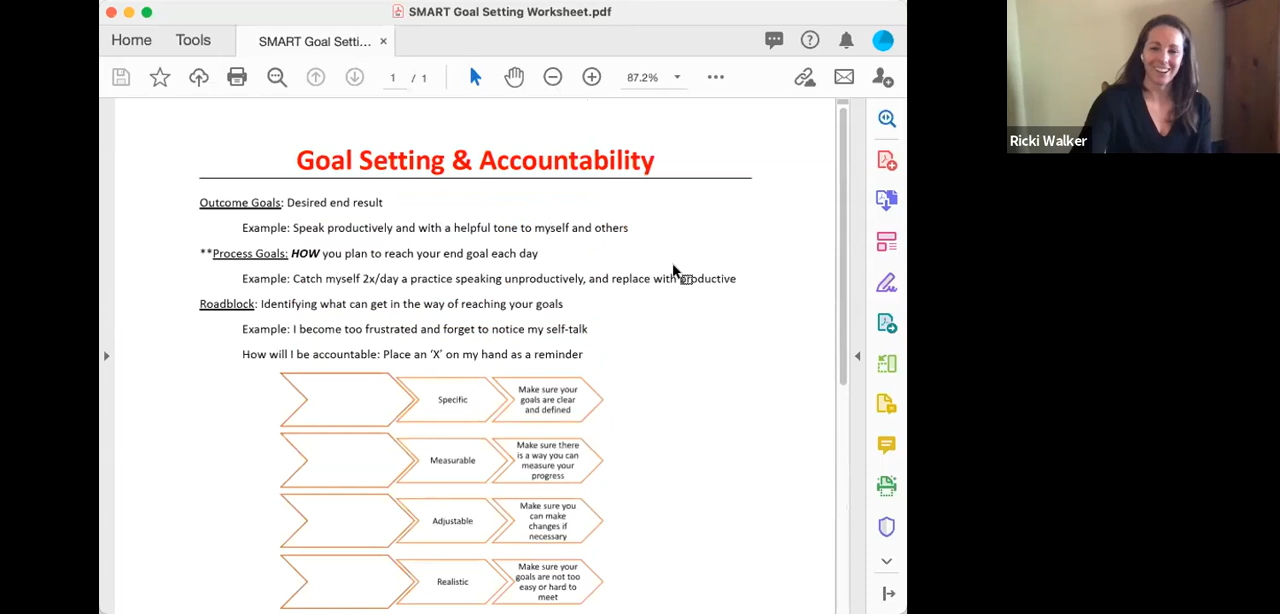 SMART Goal Setting Worksheet.pdf
Home
Tools
SMART Goal Setti...
1 / 1
87.2%
Goal Setting & Accountability
Outcome Goals: Desired end result
Example: Speak productively and with a helpful tone to myself and others
**Process Goals: HOW you plan to reach your end goal each day
Example: Catch myself 2x/day a practice speaking unproductively, and replace with productive
Roadblock: Identifying what can get in the way of reaching your goals
Example: I become too frustrated and forget to notice my self-talk
How will I be accountable: Place an ‘X’ on my hand as a reminder
Specific
Make sure your
goals are clear
and defined
Measurable
Make sure there
is a way you can
measure your
progress
Adjustable
Make sure you
can make
changes if
necessary
Realistic
Make sure your
goals are not too
easy or hard to
meet
Ricki Walker